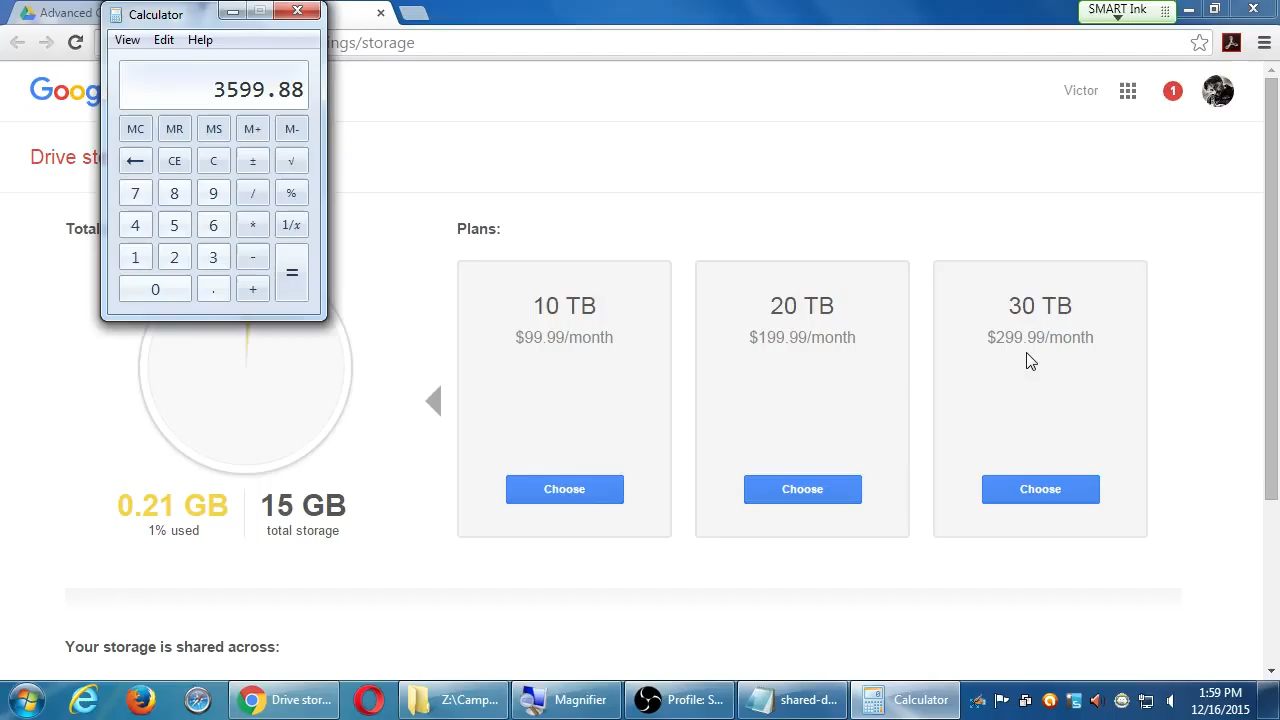 Advanced
Calculator
SMART Ink
View Edit Help
ngs/storage
3599.88
Goog
Victor
1
MC MR MS M+ M-
← CE C ± √
7 8 9 / %
4 5 6 * 1/x
1 2 3 - =
0 . +
Drive sto
Total
Plans:
10 TB
$99.99/month
Choose
20 TB
$199.99/month
Choose
30 TB
$299.99/month
Choose
0.21 GB
1% used
15 GB
total storage
Your storage is shared across:
Drive stor...
Z:\Camp...
Magnifier
Profile: S...
shared-d...
Calculator
1:59 PM
12/16/2015